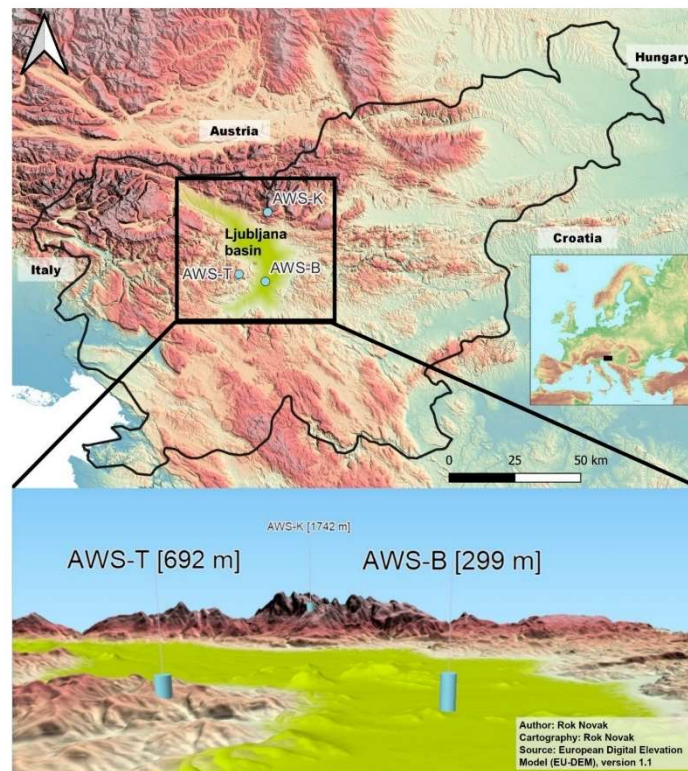 Hungary
Austria
AWS-K
Ljubljana
basin
Croatia
Italy
AWS-T
AWS-B
0 25 50 km
AWS-K [1742 m]
AWS-T [692 m]
AWS-B [299 m]
Author: Rok Novak
Cartography: Rok Novak
Source: European Digital Elevation
Model (EU-DEM), version 1.1